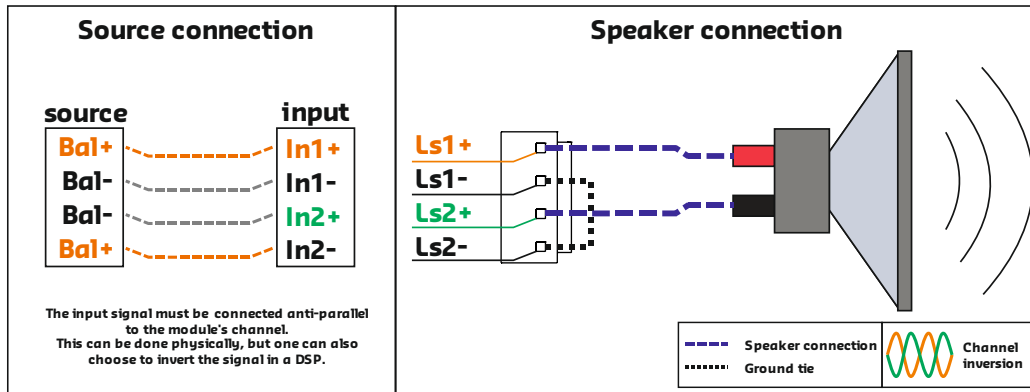 Source connection
source
input
Bal+
In1+
Bal-
In1-
Bal-
In2+
Bal+
In2-
The input signal must be connected anti-parallel
to the module's channel.
This can be done physically, but one can also
choose to invert the signal in a DSP.
Speaker connection
Ls1+
Ls1-
Ls2+
Ls2-
Speaker connection
Ground tie
Channel
inversion